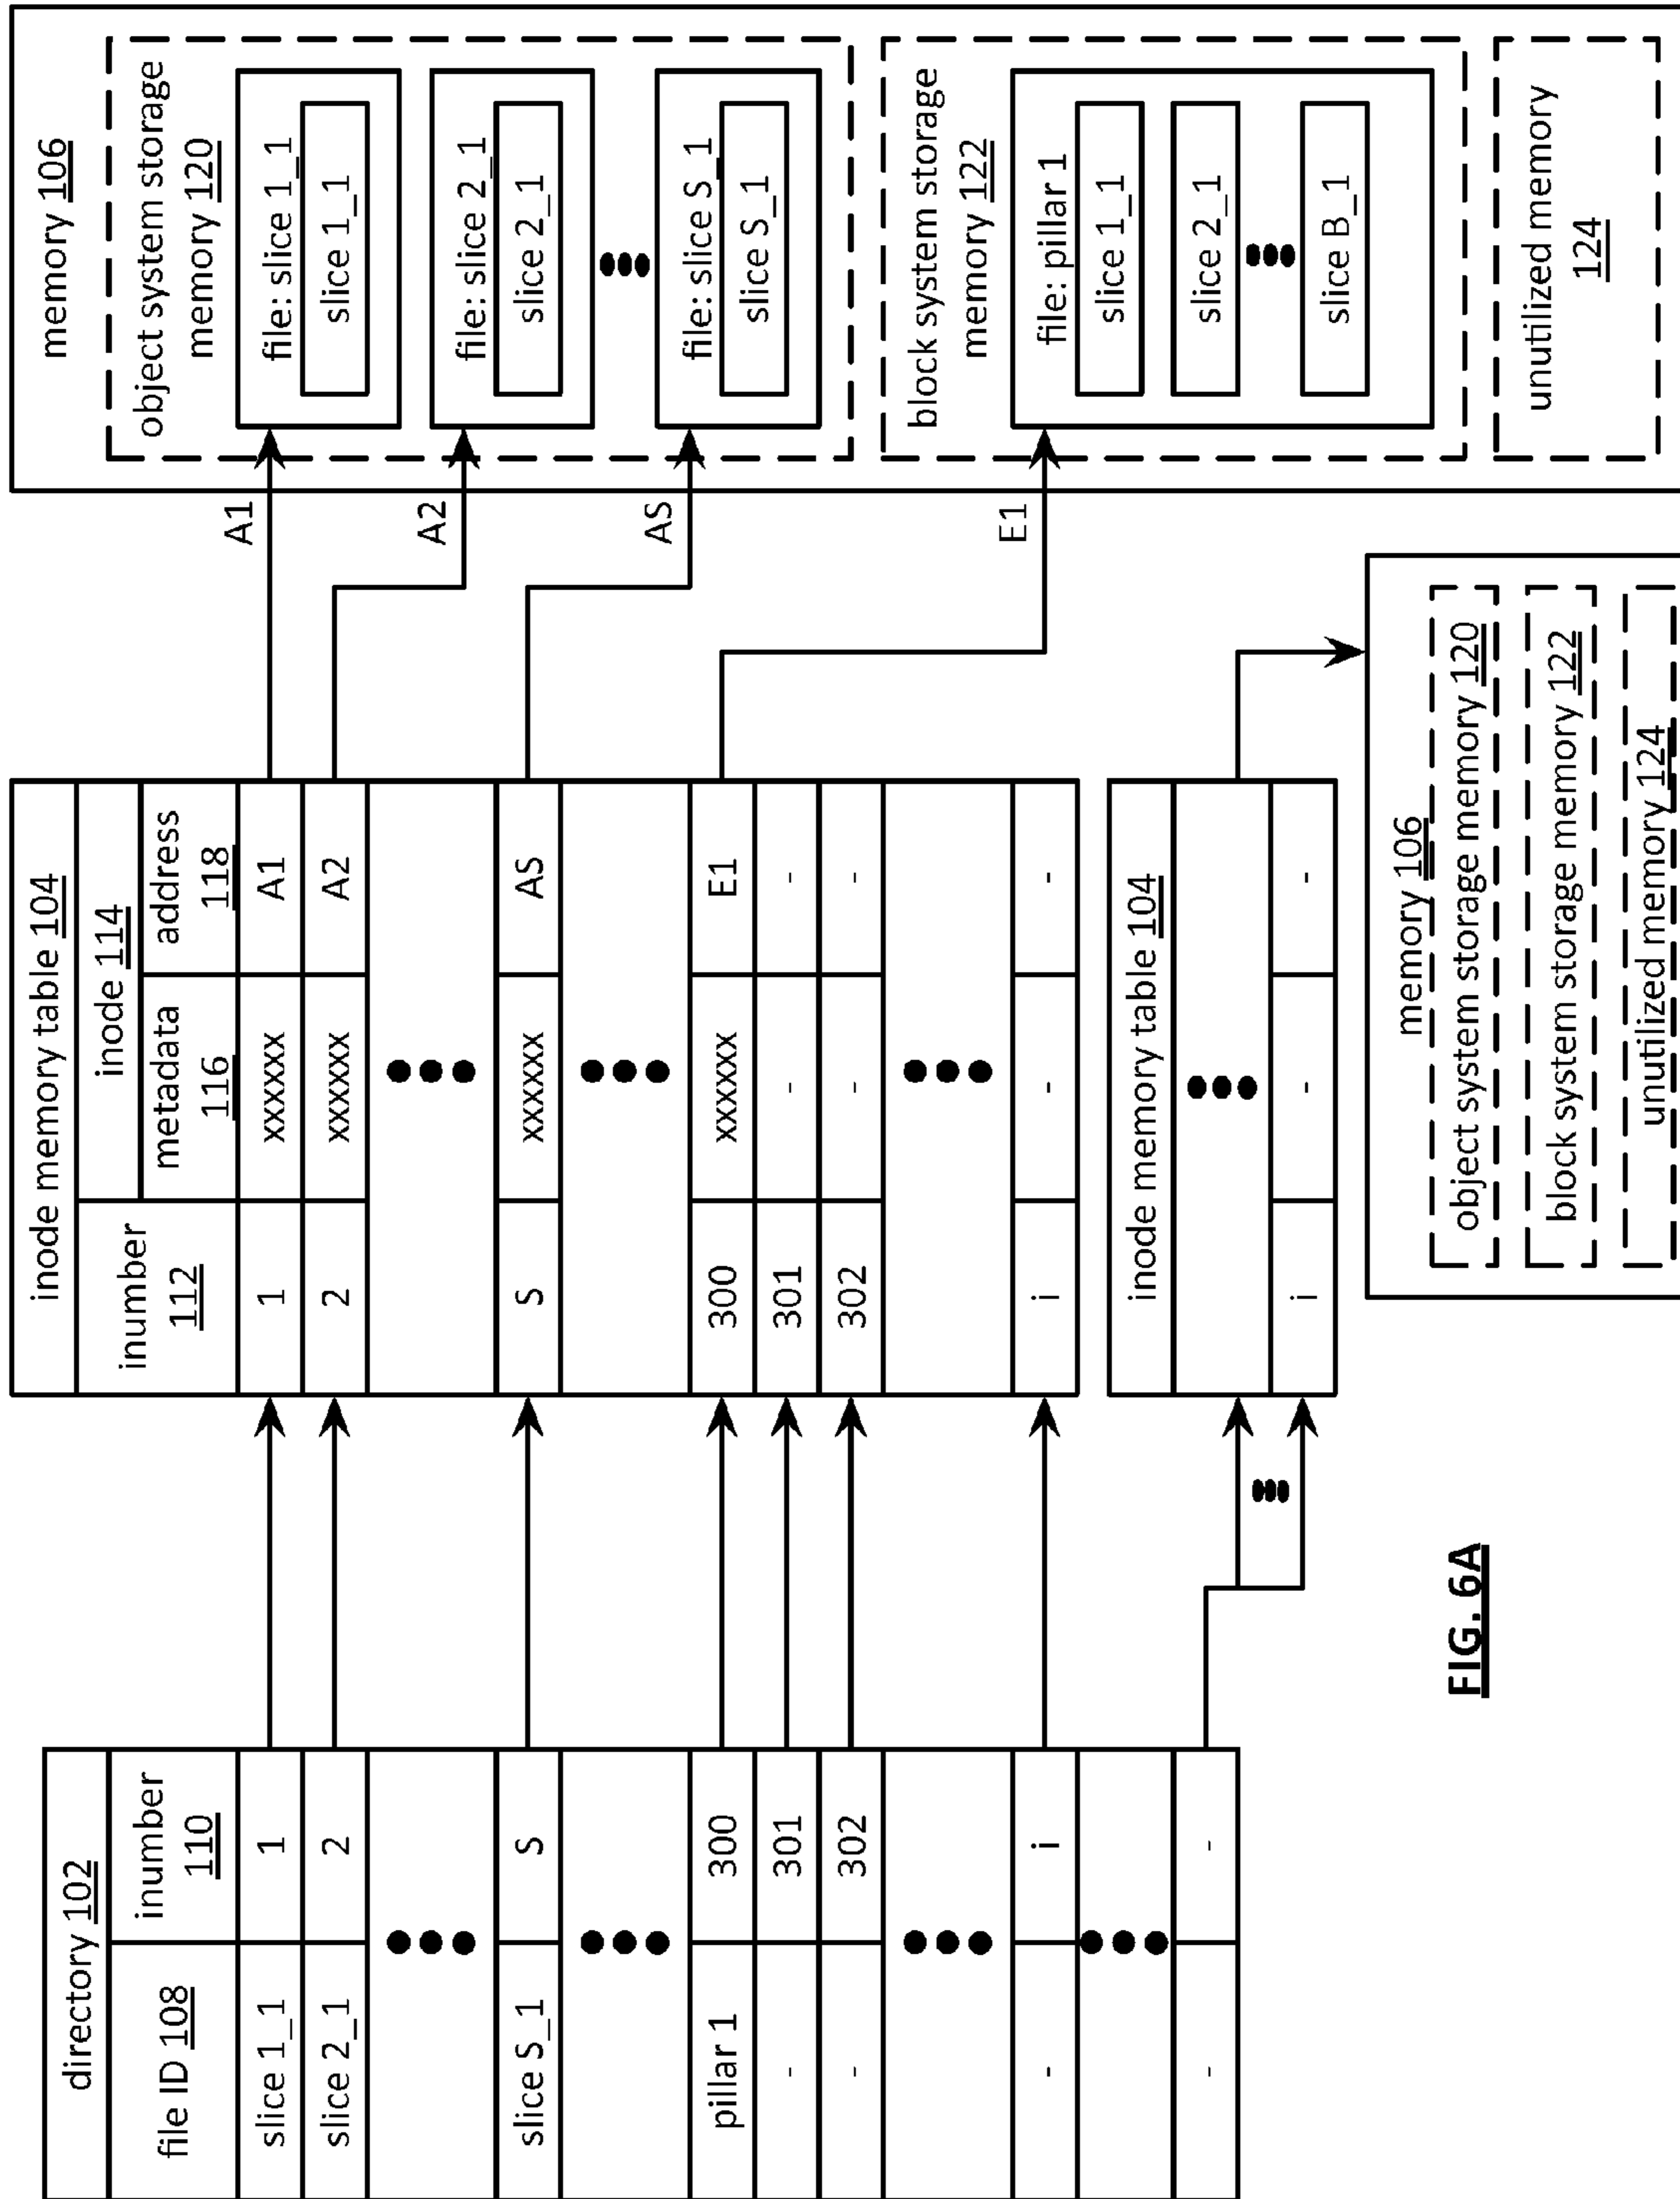 directory 102
file ID 108 inumber 110
slice 1_1 1
slice 2_1 2
slice S_1 S
pillar 1 300
- 301
- 302
- i
- -
inode memory table 104
inumber 112 inode 114
metadata 116 address 118
1 xxxxxx A1
2 xxxxxx A2
S xxxxxx AS
300 xxxxxx E1
301 - -
302 - -
i - -
inode memory table 104
i - -
A1
A2
AS
E1
memory 106
object system storage
memory 120
file: slice 1_1
slice 1_1
file: slice 2_1
slice 2_1
file: slice S_1
slice S_1
block system storage
memory 122
file: pillar 1
slice 1_1
slice 2_1
slice B_1
unutilized memory
124
memory 106
object system storage memory 120
block system storage memory 122
unutilized memory 124
FIG. 6A